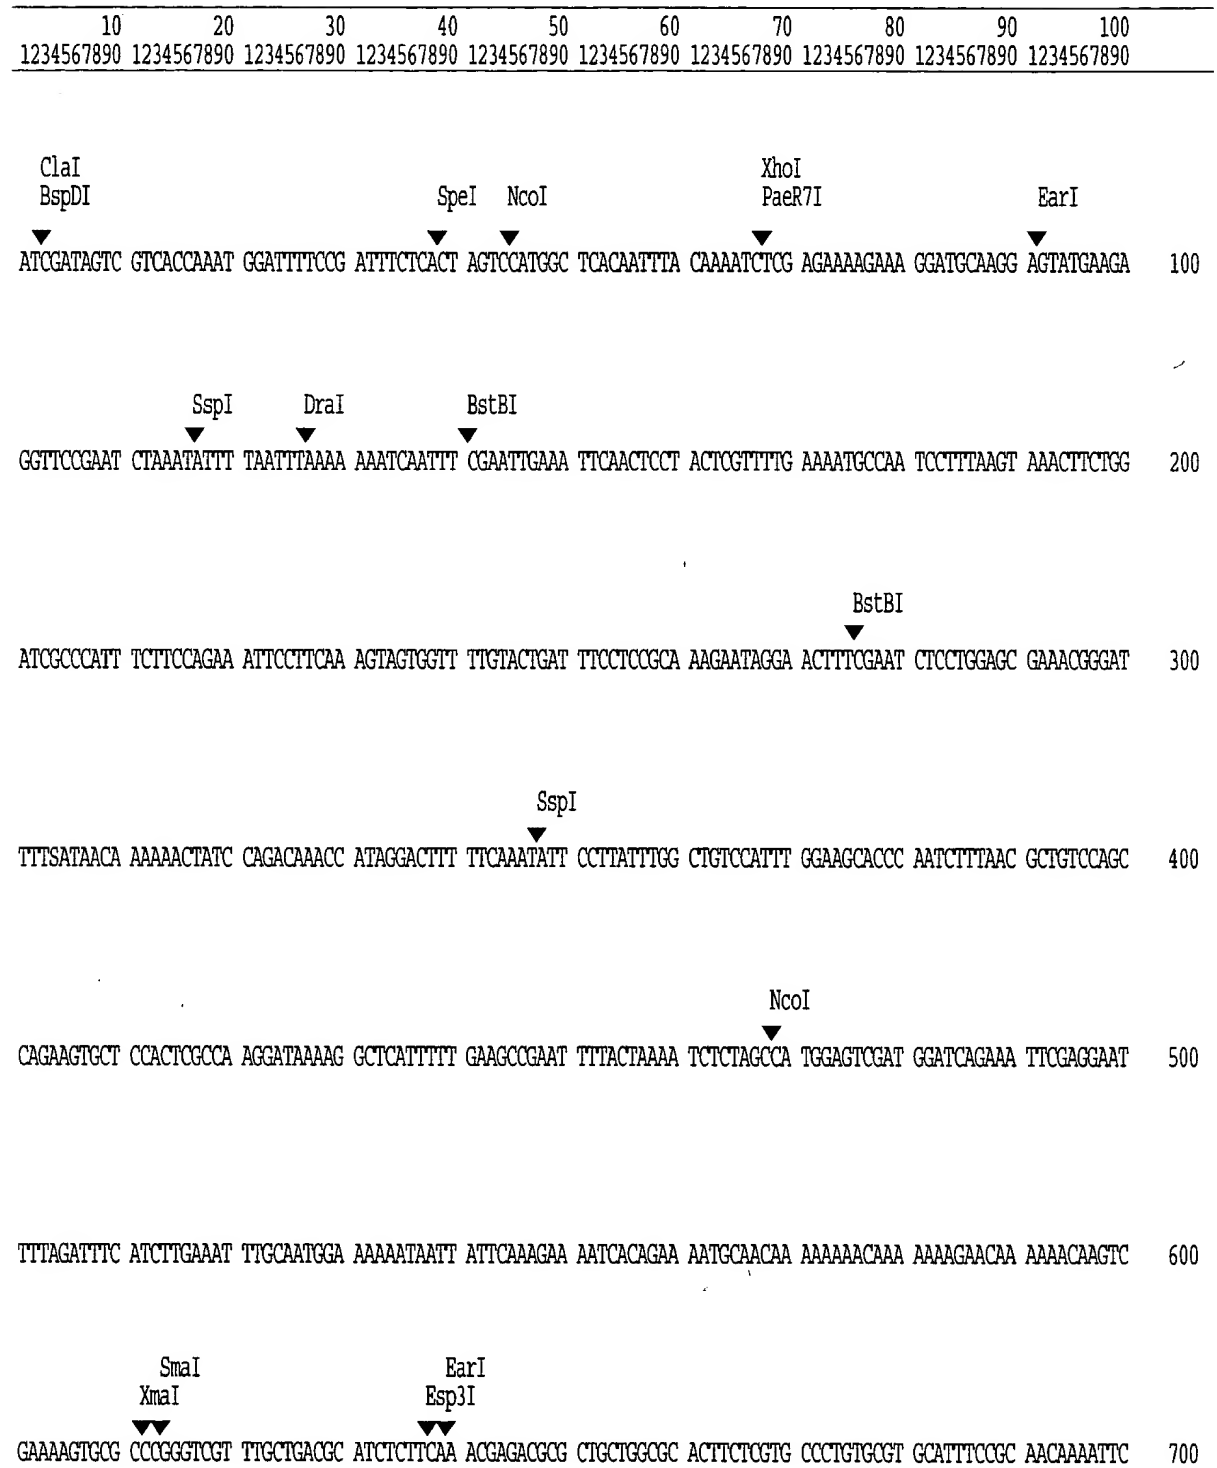 10 20 30 40 50 60 70 80 90 100
1234567890 1234567890 1234567890 1234567890 1234567890 1234567890 1234567890 1234567890 1234567890 1234567890
ClaI XhoI
BspDI SpeI NcoI PaeR7I EarI
ATCGATAGTC GTCACCAAAT GGATTTTCCG ATTTCTCACT AGTCCATGGC TCACAATTTA CAAAATCTCG AGAAAAGAAA GGATGCAAGG AGTATGAAGA 100
SspI DraI BstBI
GGTTCCGAAT CTAAATATTT TAATTTAAAA AAATCAATTT CGAATTGAAA TTCAACTCCT ACTCGTTTTG AAAATGCCAA TCCTTTAAGT AAACTTCTGG 200
BstBI
ATCGCCCATT TCTTCCAGAA ATTCCTTCAA AGTAGTGGTT TTGTACTGAT TTCCTCCGCA AAGAATAGGA ACTTTCGAAT CTCCTGGAGC GAAACGGGAT 300
SspI
TTTSATAACA AAAAACTATC CAGACAAACC ATAGGACTTT TTCAAATATT CCTTATTTGG CTGTCCATTT GGAAGCACCC AATCTTTAAC GCTGTCCAGC 400
NcoI
CAGAAGTGCT CCACTCGCCA AGGATAAAAG GCTCATTTTT GAAGCCGAAT TTTACTAAAA TCTCTAGCCA TGGAGTCGAT GGATCAGAAA TTCGAGGAAT 500
TTTAGATTTC ATCTTGAAAT TTGCAATGGA AAAAATAATT ATTCAAAGAA AATCACAGAA AATGCAACAA AAAAAACAAA AAAAGAACAA AAAACAAGTC 600
SmaI EarI
XmaI Esp3I
GAAAAGTGCG CCCGGGTCGT TTGCTGACGC ATCTCTTCAA ACGAGACGCG CTGCTGGCGC ACTTCTCGTG CCCTGTGCGT GCATTTCCGC AACAAAATTC 700